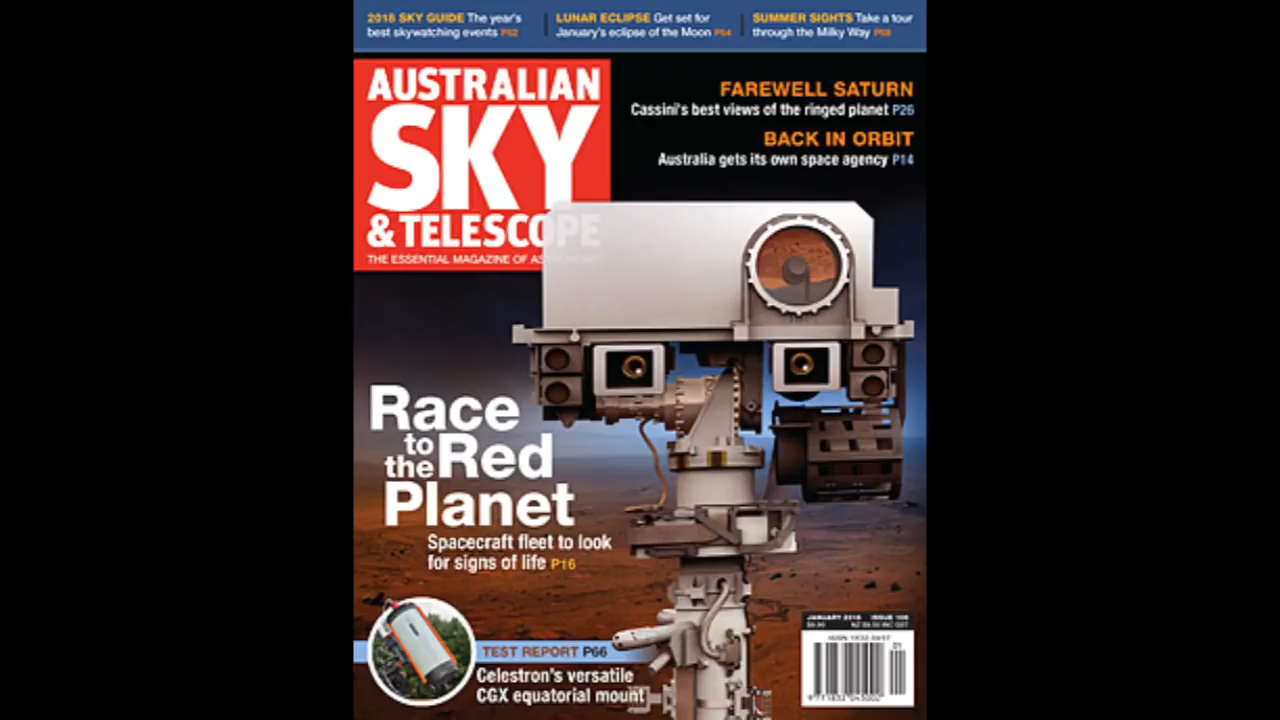 2018 SKY GUIDE The year's
best skywatching events P52
LUNAR ECLIPSE Get set for
January's eclipse of the Moon P54
SUMMER SIGHTS Take a tour
through the Milky Way
AUSTRALIAN
SKY
& TELESCOPE
THE ESSENTIAL MAGAZINE OF ASTRONOMY
FAREWELL SATURN
Cassini's best views of the ringed planet P26
BACK IN ORBIT
Australia gets its own space agency P14
Race
to
the Red
Planet
Spacecraft fleet to look
for signs of life P16
TEST REPORT P66
Celestron's versatile
CGX equatorial mount
JANUARY 2018 ISSUE